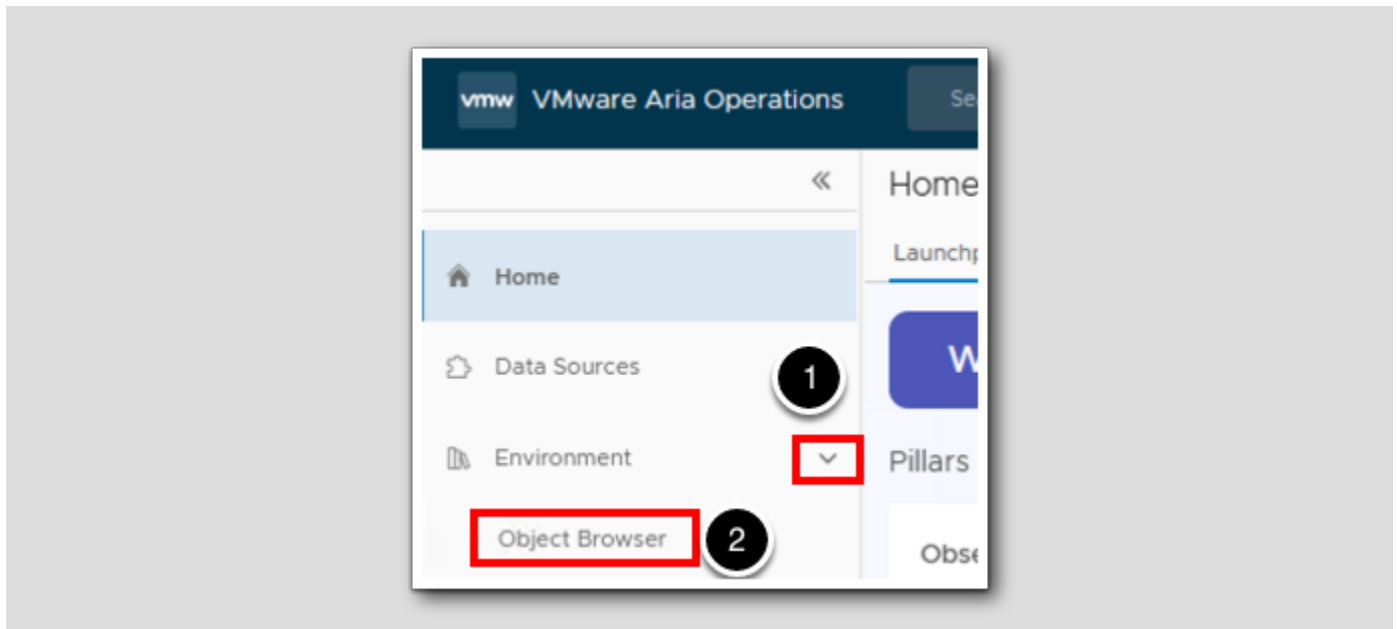 vmw VMware Aria Operations
Home
Home
Data Sources
1
Environment
Pillars
Object Browser
2